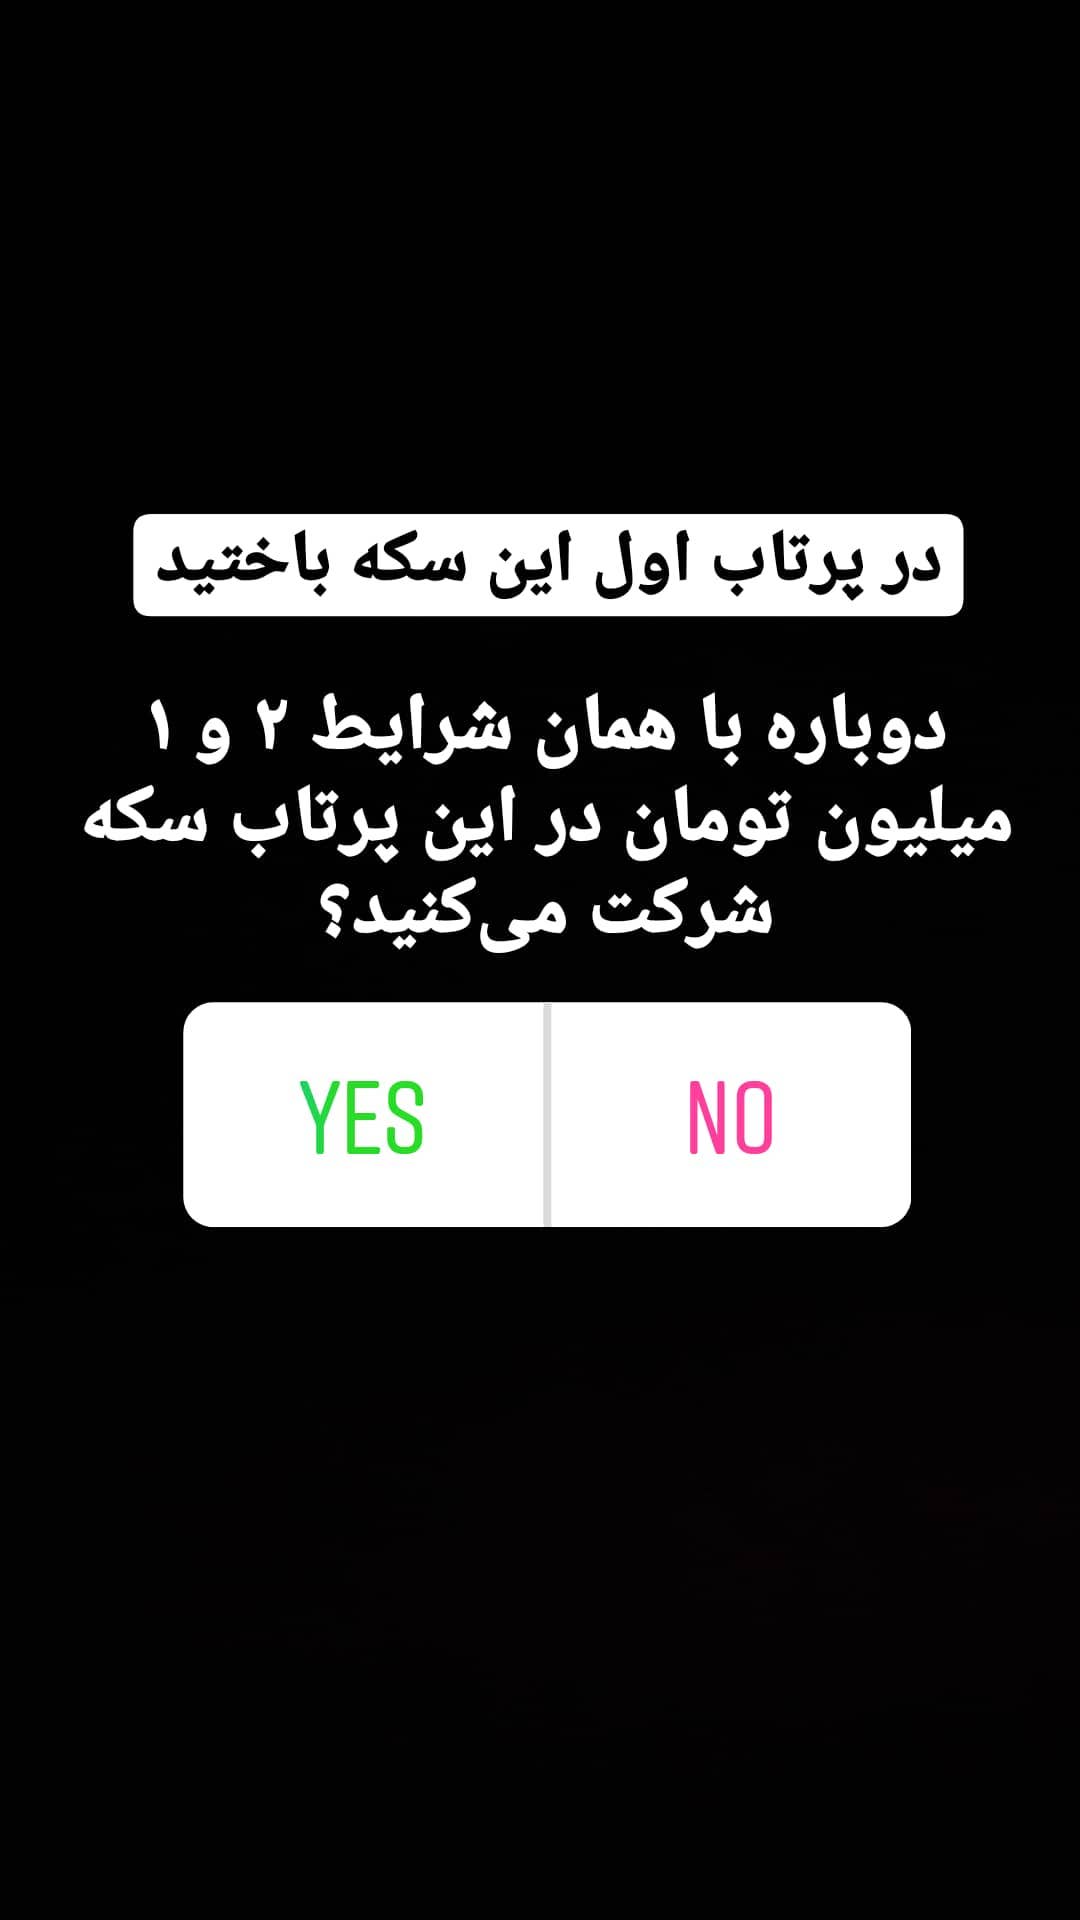 در پرتاب اول این سکه باختید
دوباره با همان شرایط ۲ و ۱
میلیون تومان در این پرتاب سکه
شرکت می‌کنید؟
YES
NO